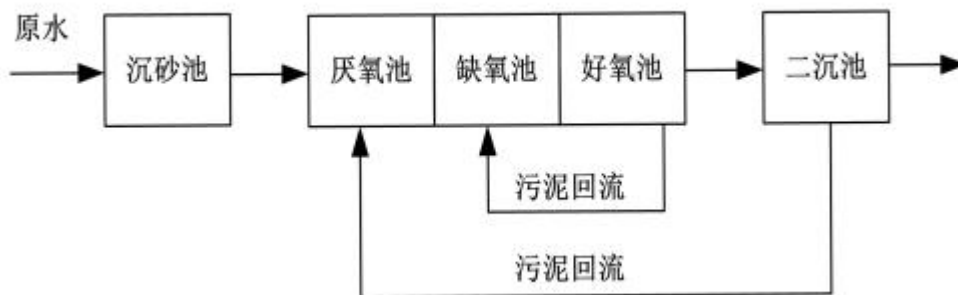 原水
沉砂池
厌氧池
缺氧池
好氧池
二沉池
污泥回流
污泥回流